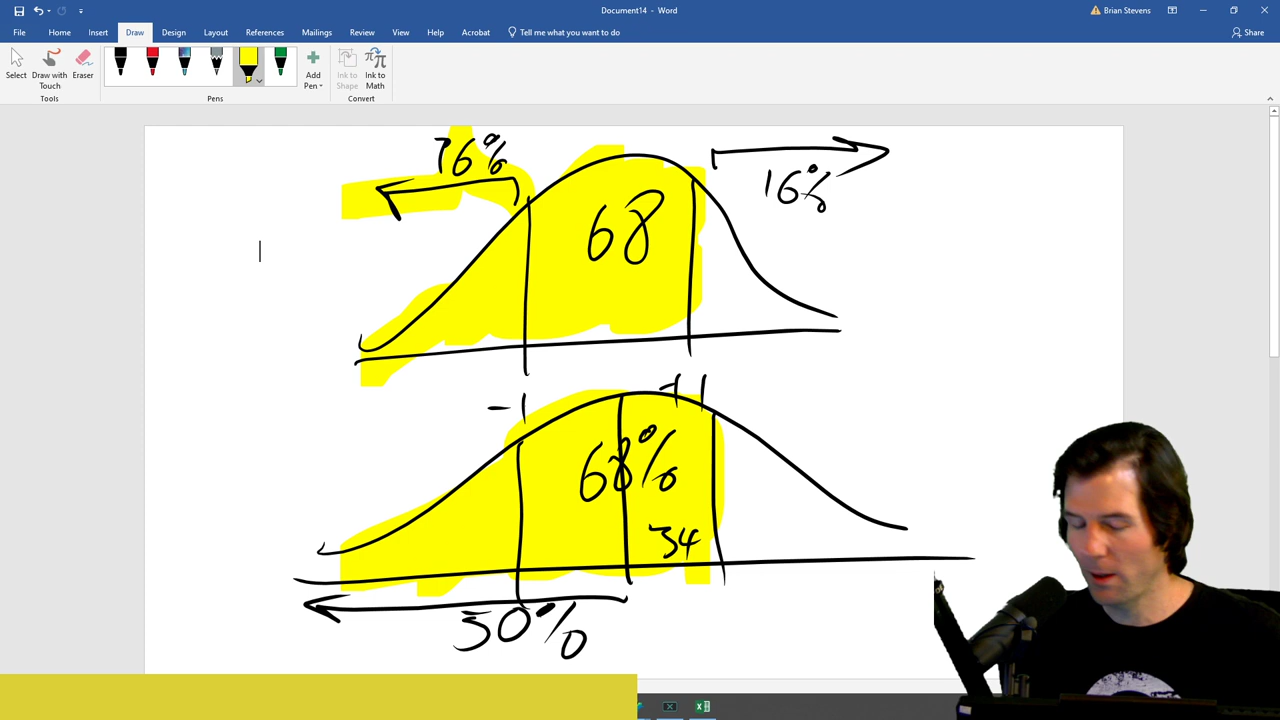 Document14 - Word
Brian Stevens
File Home Insert Draw Design Layout References Mailings Review View Help Acrobat Tell me what you want to do Share
Select Draw with Touch Eraser Add Pen Ink to Shape Ink to Math
Tools Pens Convert
16%
16%
68
-1 +1
68%
34
50%